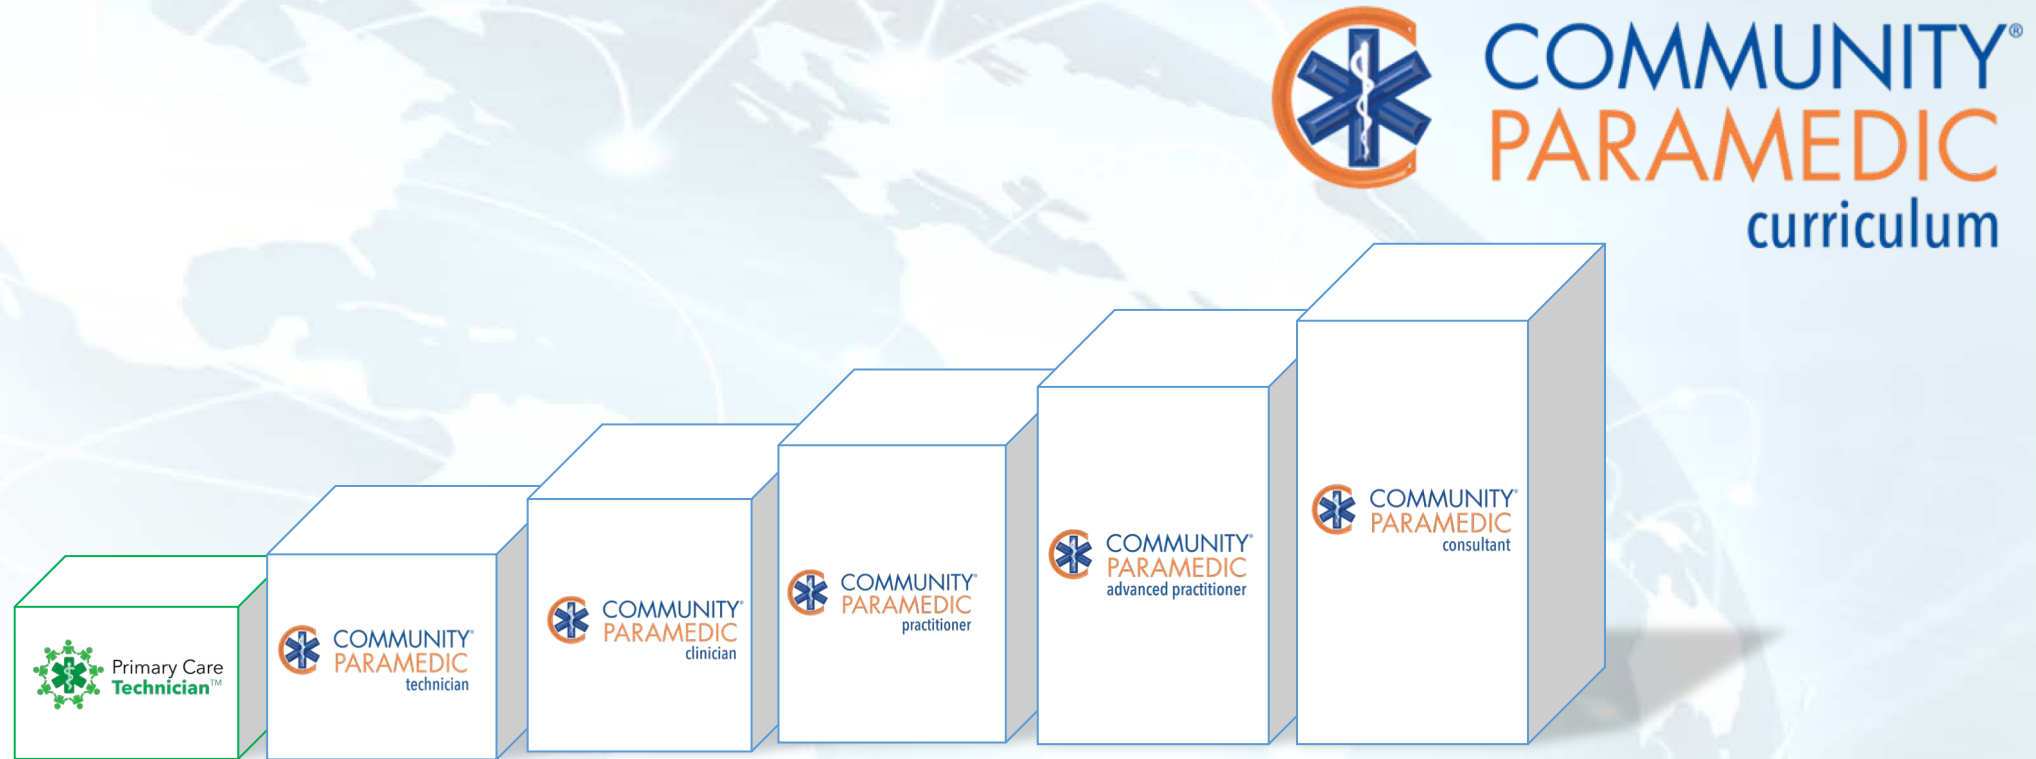 COMMUNITY®
PARAMEDIC
curriculum
Primary Care
Technician™
COMMUNITY®
PARAMEDIC
technician
COMMUNITY®
PARAMEDIC
clinician
COMMUNITY®
PARAMEDIC
practitioner
COMMUNITY®
PARAMEDIC
advanced practitioner
COMMUNITY®
PARAMEDIC
consultant